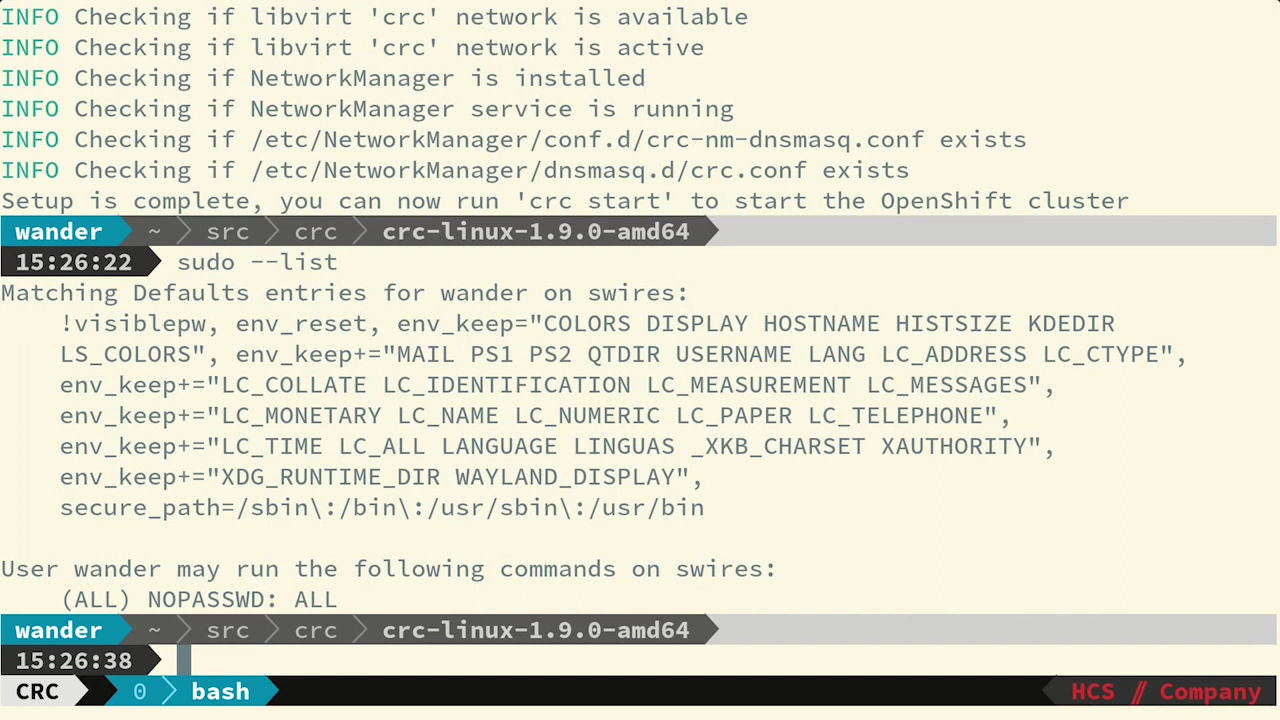 INFO Checking if libvirt 'crc' network is available
INFO Checking if libvirt 'crc' network is active
INFO Checking if NetworkManager is installed
INFO Checking if NetworkManager service is running
INFO Checking if /etc/NetworkManager/conf.d/crc-nm-dnsmasq.conf exists
INFO Checking if /etc/NetworkManager/dnsmasq.d/crc.conf exists
Setup is complete, you can now run 'crc start' to start the OpenShift cluster
wander ~ src crc crc-linux-1.9.0-amd64
15:26:22 sudo --list
Matching Defaults entries for wander on swires:
    !visiblepw, env_reset, env_keep="COLORS DISPLAY HOSTNAME HISTSIZE KDEDIR
    LS_COLORS", env_keep+="MAIL PS1 PS2 QTDIR USERNAME LANG LC_ADDRESS LC_CTYPE",
    env_keep+="LC_COLLATE LC_IDENTIFICATION LC_MEASUREMENT LC_MESSAGES",
    env_keep+="LC_MONETARY LC_NAME LC_NUMERIC LC_PAPER LC_TELEPHONE",
    env_keep+="LC_TIME LC_ALL LANGUAGE LINGUAS _XKB_CHARSET XAUTHORITY",
    env_keep+="XDG_RUNTIME_DIR WAYLAND_DISPLAY",
    secure_path=/sbin\:/bin\:/usr/sbin\:/usr/bin
User wander may run the following commands on swires:
    (ALL) NOPASSWD: ALL
wander ~ src crc crc-linux-1.9.0-amd64
15:26:38
CRC 0 bash HCS // Company